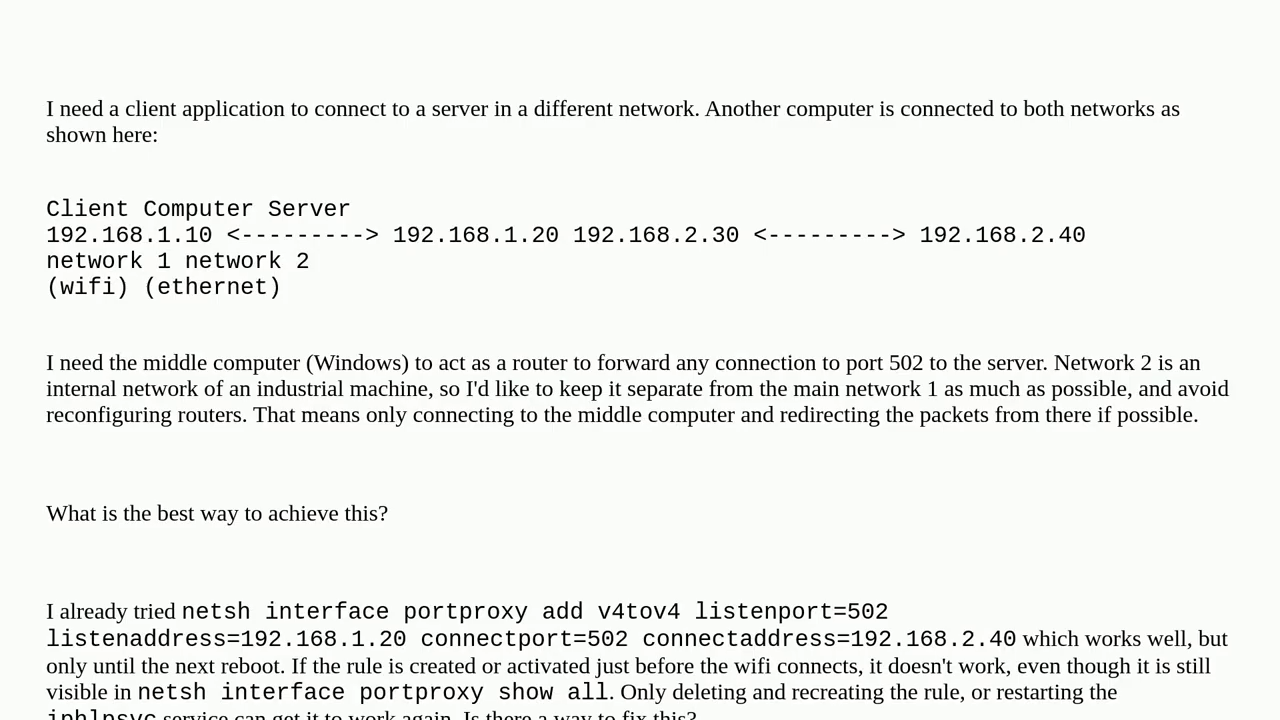 I need a client application to connect to a server in a different network. Another computer is connected to both networks as
shown here:
Client Computer Server
192.168.1.10 <---------> 192.168.1.20 192.168.2.30 <---------> 192.168.2.40
network 1 network 2
(wifi) (ethernet)
I need the middle computer (Windows) to act as a router to forward any connection to port 502 to the server. Network 2 is an
internal network of an industrial machine, so I'd like to keep it separate from the main network 1 as much as possible, and avoid
reconfiguring routers. That means only connecting to the middle computer and redirecting the packets from there if possible.
What is the best way to achieve this?
I already tried netsh interface portproxy add v4tov4 listenport=502
listenaddress=192.168.1.20 connectport=502 connectaddress=192.168.2.40 which works well, but
only until the next reboot. If the rule is created or activated just before the wifi connects, it doesn't work, even though it is still
visible in netsh interface portproxy show all. Only deleting and recreating the rule, or restarting the
iphlpsvc service can get it to work again. Is there a way to fix this?